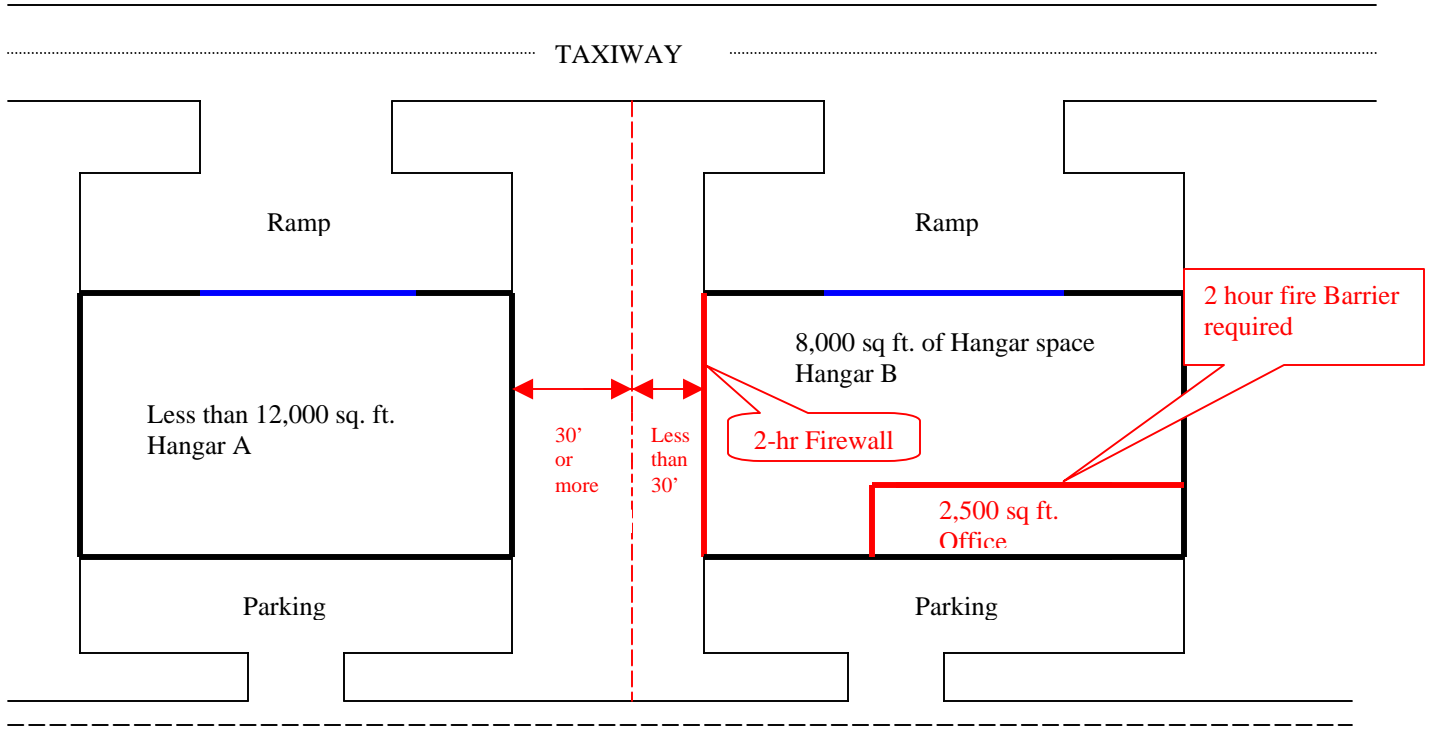 TAXIWAY
Ramp
Ramp
2 hour fire Barrier
required
8,000 sq ft. of Hangar space
Hangar B
Less than 12,000 sq. ft.
Hangar A
30’
or
more
Less
than
30’
2-hr Firewall
2,500 sq ft.
Office
Parking
Parking